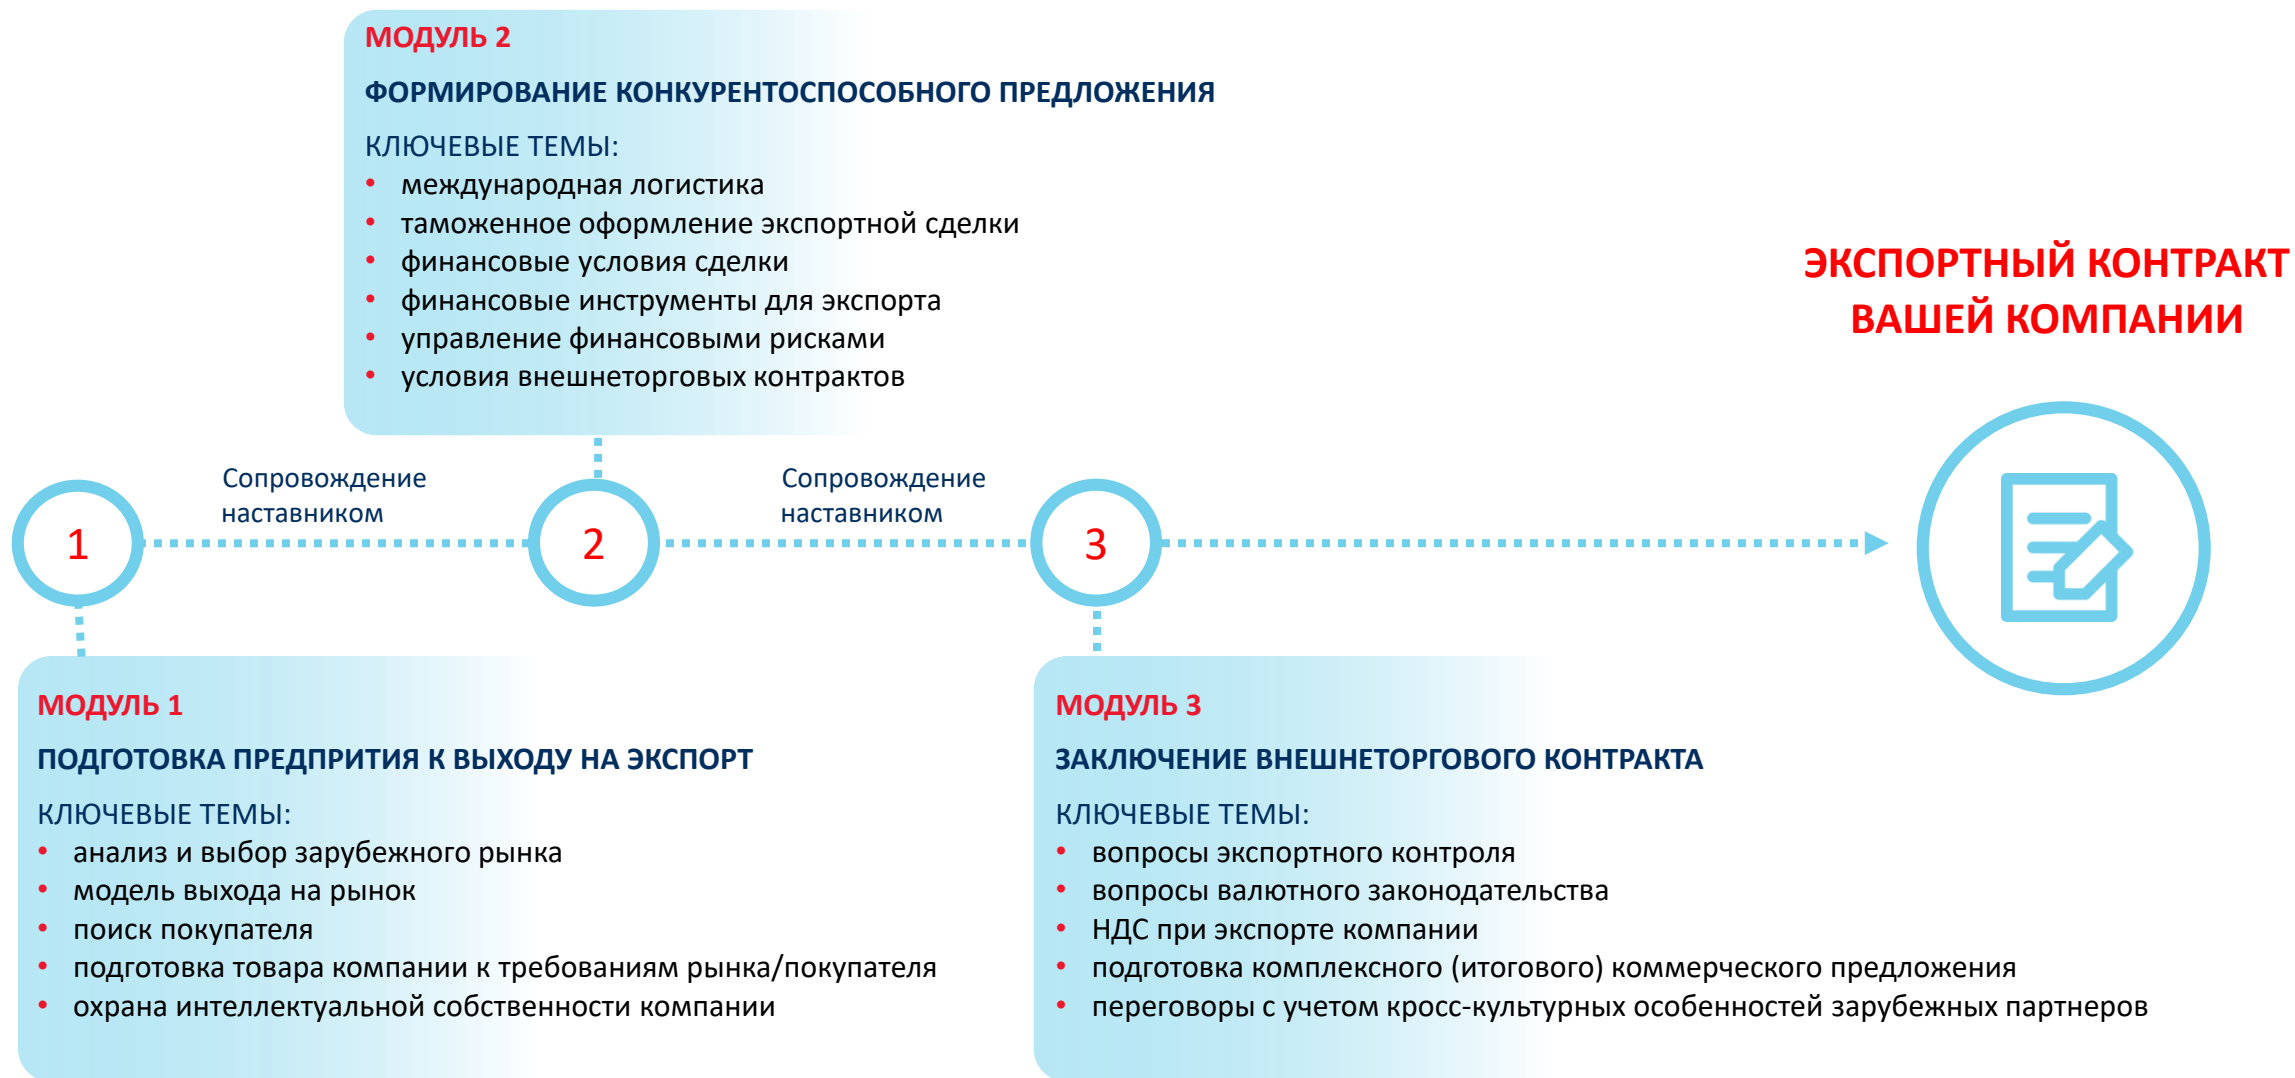 МОДУЛЬ 2
ФОРМИРОВАНИЕ КОНКУРЕНТОСПОСОБНОГО ПРЕДЛОЖЕНИЯ
КЛЮЧЕВЫЕ ТЕМЫ:
• международная логистика
• таможенное оформление экспортной сделки
• финансовые условия сделки
• финансовые инструменты для экспорта
• управление финансовыми рисками
• условия внешнеторговых контрактов
ЭКСПОРТНЫЙ КОНТРАКТ
ВАШЕЙ КОМПАНИИ
1
Сопровождение
наставником
2
Сопровождение
наставником
3
МОДУЛЬ 1
ПОДГОТОВКА ПРЕДПРИТИЯ К ВЫХОДУ НА ЭКСПОРТ
КЛЮЧЕВЫЕ ТЕМЫ:
• анализ и выбор зарубежного рынка
• модель выхода на рынок
• поиск покупателя
• подготовка товара компании к требованиям рынка/покупателя
• охрана интеллектуальной собственности компании
МОДУЛЬ 3
ЗАКЛЮЧЕНИЕ ВНЕШНЕТОРГОВОГО КОНТРАКТА
КЛЮЧЕВЫЕ ТЕМЫ:
• вопросы экспортного контроля
• вопросы валютного законодательства
• НДС при экспорте компании
• подготовка комплексного (итогового) коммерческого предложения
• переговоры с учетом кросс-культурных особенностей зарубежных партнеров